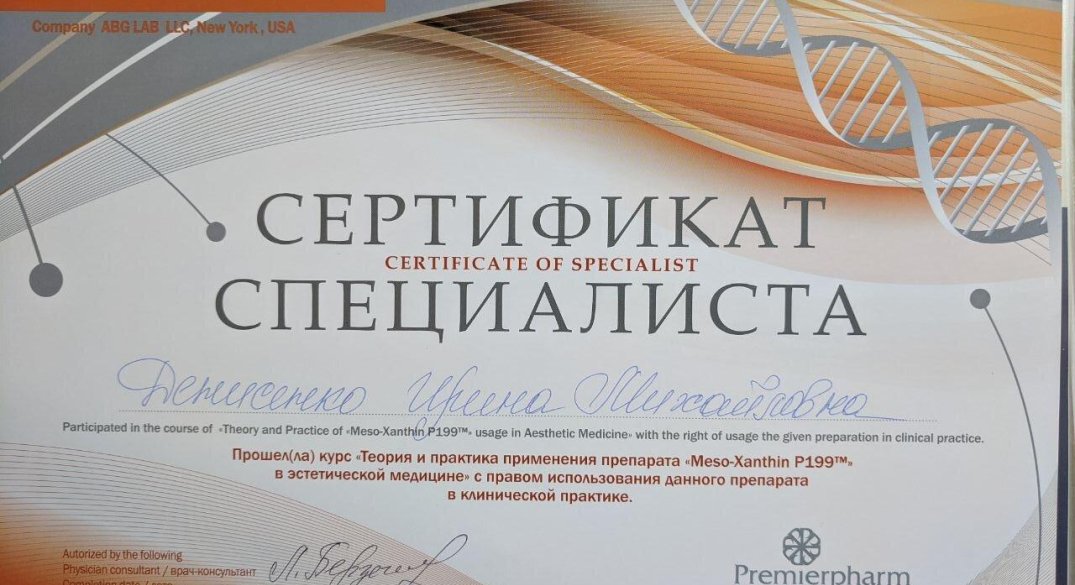 Company ABG LAB LLC, New York , USA
СЕРТИФИКАТ
CERTIFICATE OF SPECIALIST
СПЕЦИАЛИСТА
Денисенко Ирина Михайловна
Participated in the course of «Theory and Practice of «Meso-Xanthin P199™» usage in Aesthetic Medicine» with the right of usage the given preparation in clinical practice.
Прошел(ла) курс «Теория и практика применения препарата «Meso-Xanthin P199™»
в эстетической медицине» с правом использования данного препарата
в клинической практике.
Autorized by the following
Physician consultant / врач-консультант
Premierpharm